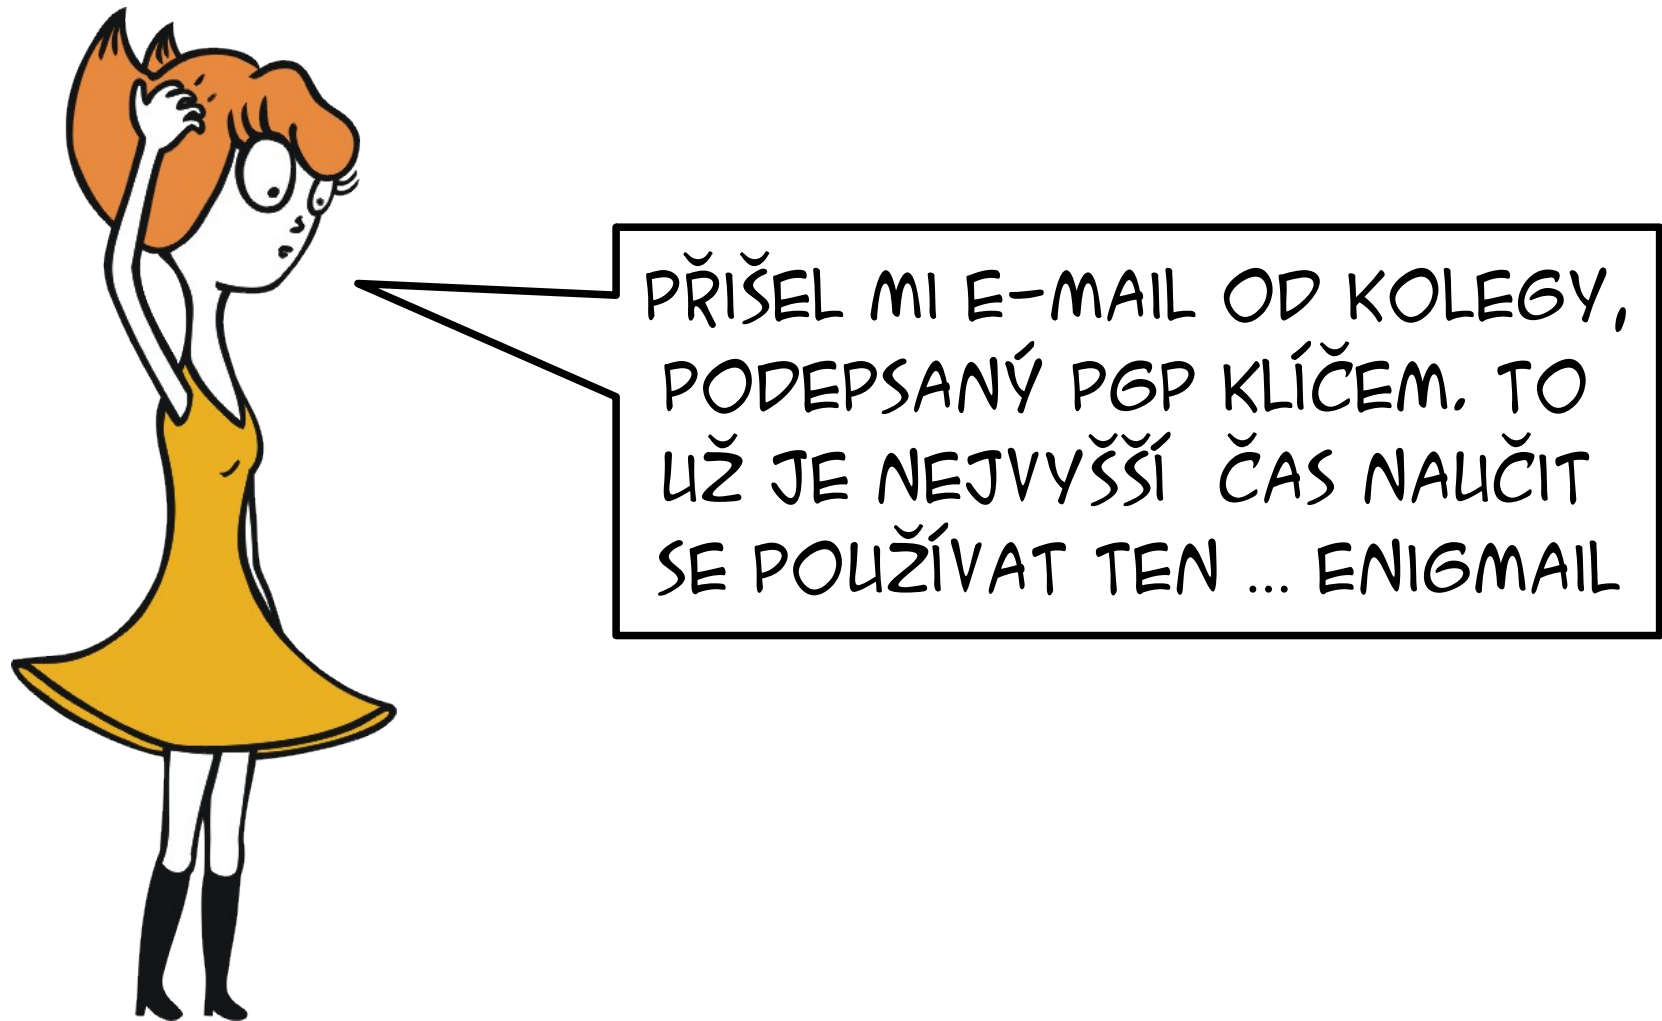 PŘIŠEL MI E-MAIL OD KOLEGY,
PODEPSANÝ PGP KLÍČEM. TO
UŽ JE NEJVYŠŠÍ ČAS NAUČIT
SE POUŽÍVAT TEN ... ENIGMAIL